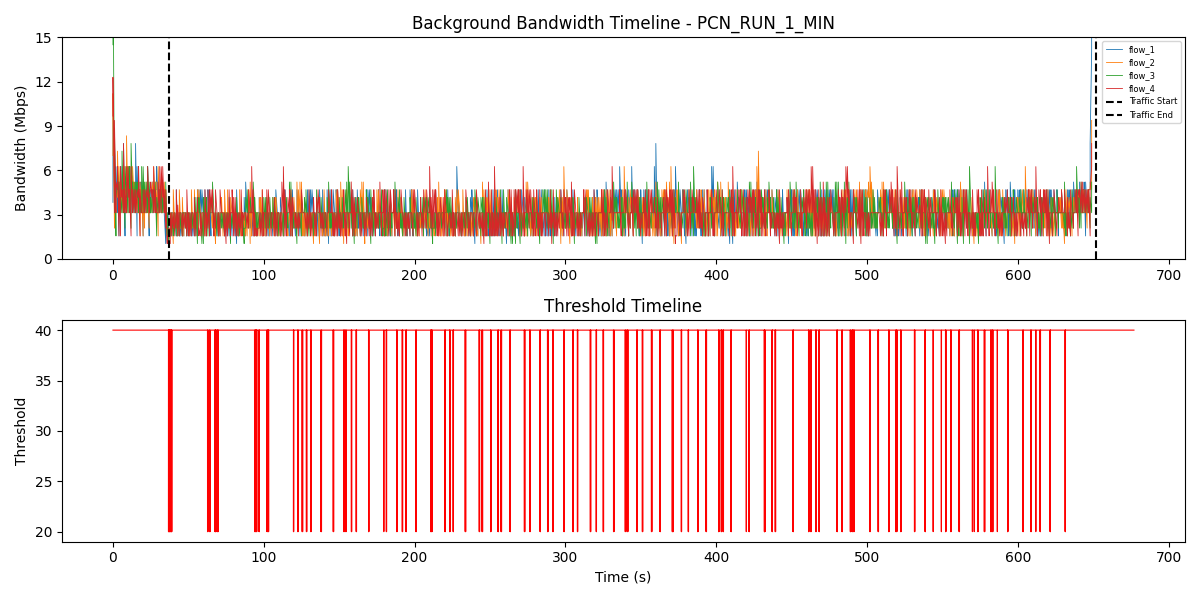 Background Bandwidth Timeline - PCN_RUN_1_MIN
Bandwidth (Mbps)
15
12
9
6
3
0
flow_1
flow_2
flow_3
flow_4
Traffic Start
Traffic End
0 100 200 300 400 500 600 700
Threshold Timeline
Threshold
40
35
30
25
20
0 100 200 300 400 500 600 700
Time (s)